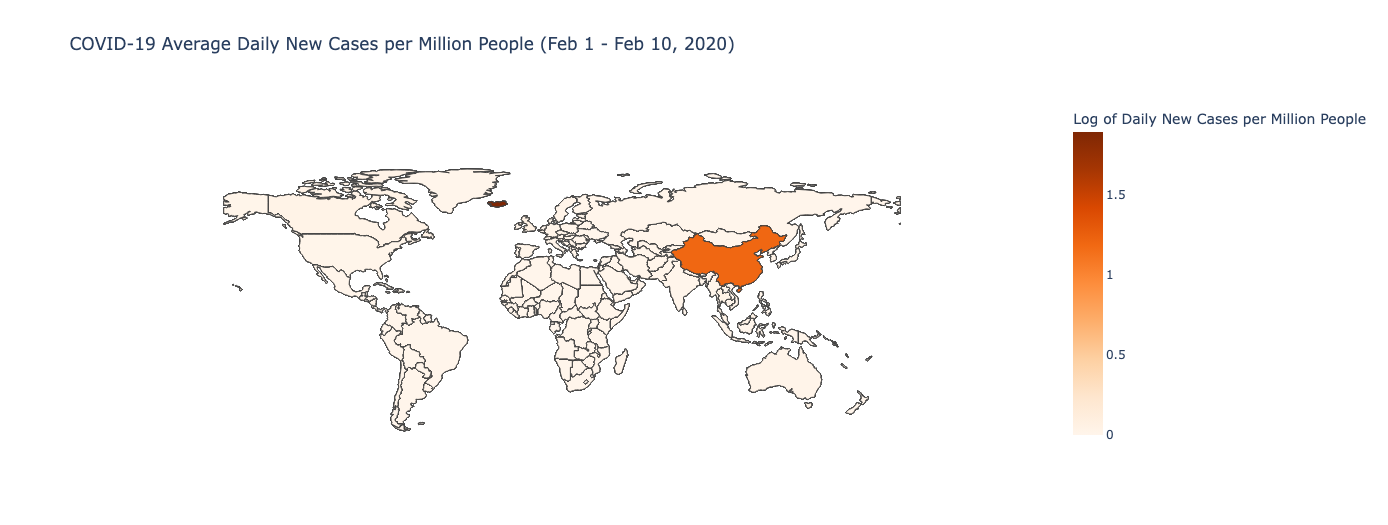 COVID-19 Average Daily New Cases per Million People (Feb 1 - Feb 10, 2020)
Log of Daily New Cases per Million People
1.5
1
0.5
0